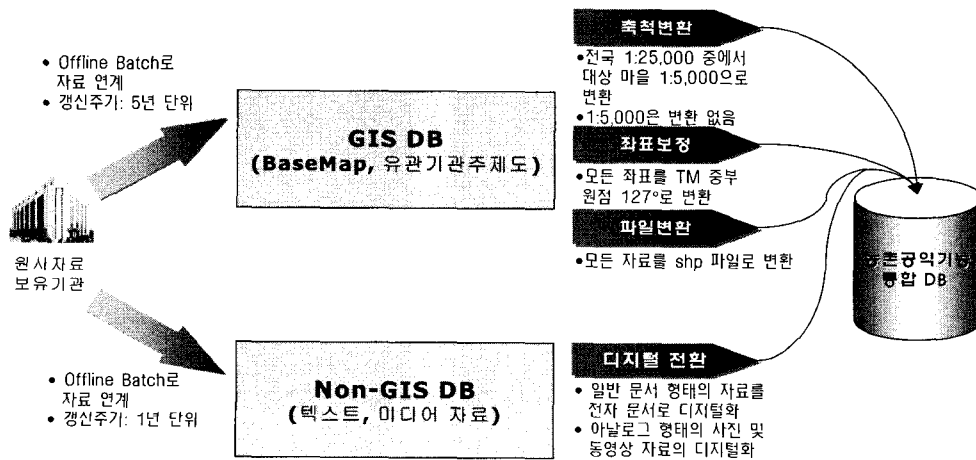 • Offline Batch로
자료 연계
• 갱신주기: 5년 단위
원사자료
보유기관
• Offline Batch로
자료 연계
• 갱신주기: 1년 단위
GIS DB
(BaseMap, 유관기관주제도)
Non-GIS DB
(텍스트, 미디어 자료)
축척변환
•전국 1:25,000 중에서
대상 마을 1:5,000으로
변환
•1:5,000은 변환 없음
좌표보정
•모든 좌표를 TM 중부
원점 127°로 변환
파일변환
•모든 자료를 shp 파일로 변환
디지털 전환
• 일반 문서 형태의 자료를
전자 문서로 디지털화
• 아날로그 형태의 사진 및
동영상 자료의 디지털화
농촌공익기능
통합 DB